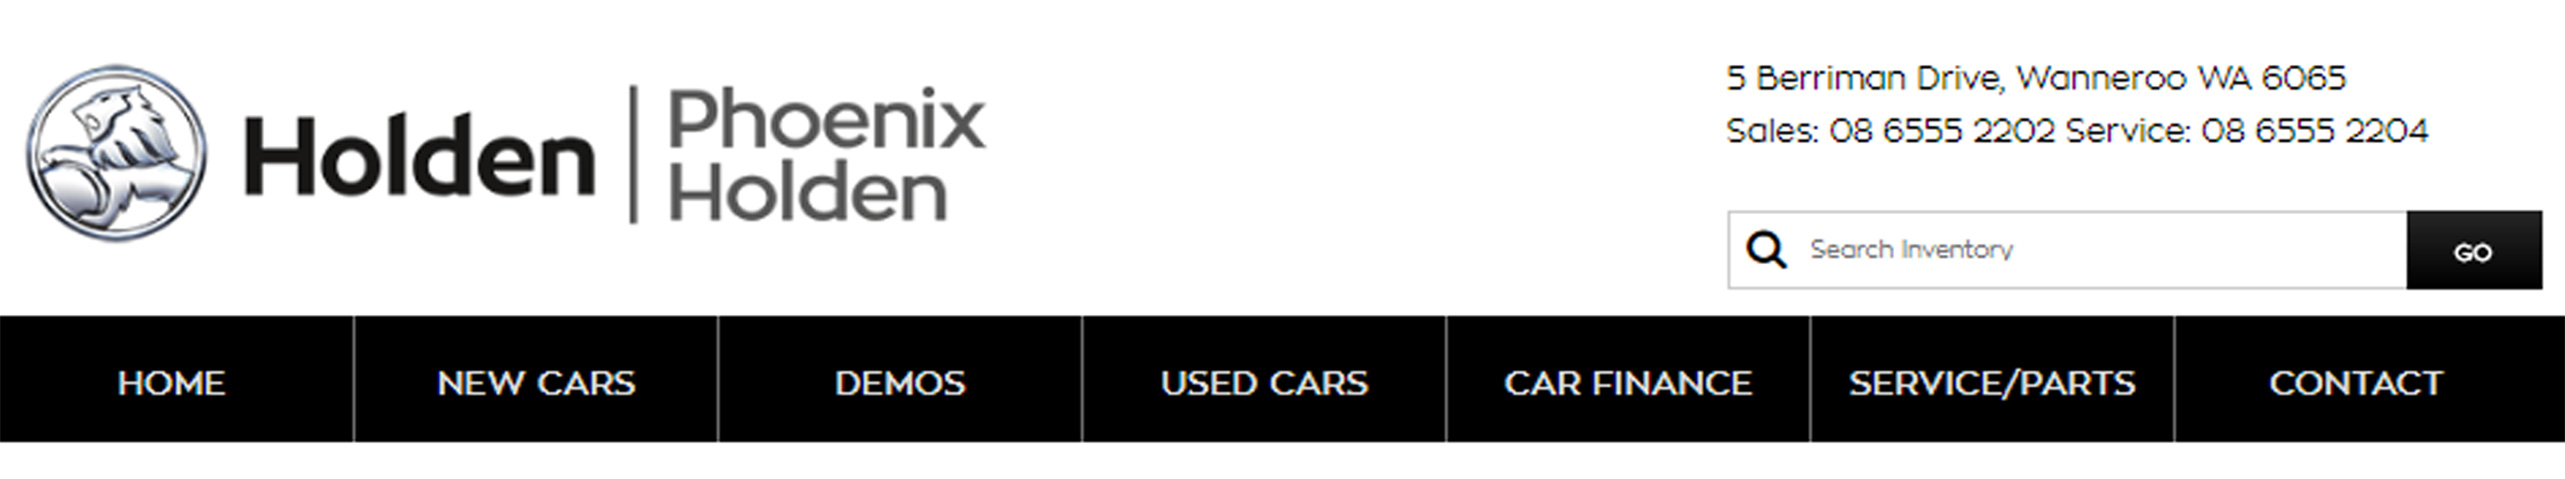 Holden
Phoenix
Holden
5 Berriman Drive, Wanneroo WA 6065
Sales: 08 6555 2202 Service: 08 6555 2204
Search Inventory
GO
HOME
NEW CARS
DEMOS
USED CARS
CAR FINANCE
SERVICE/PARTS
CONTACT